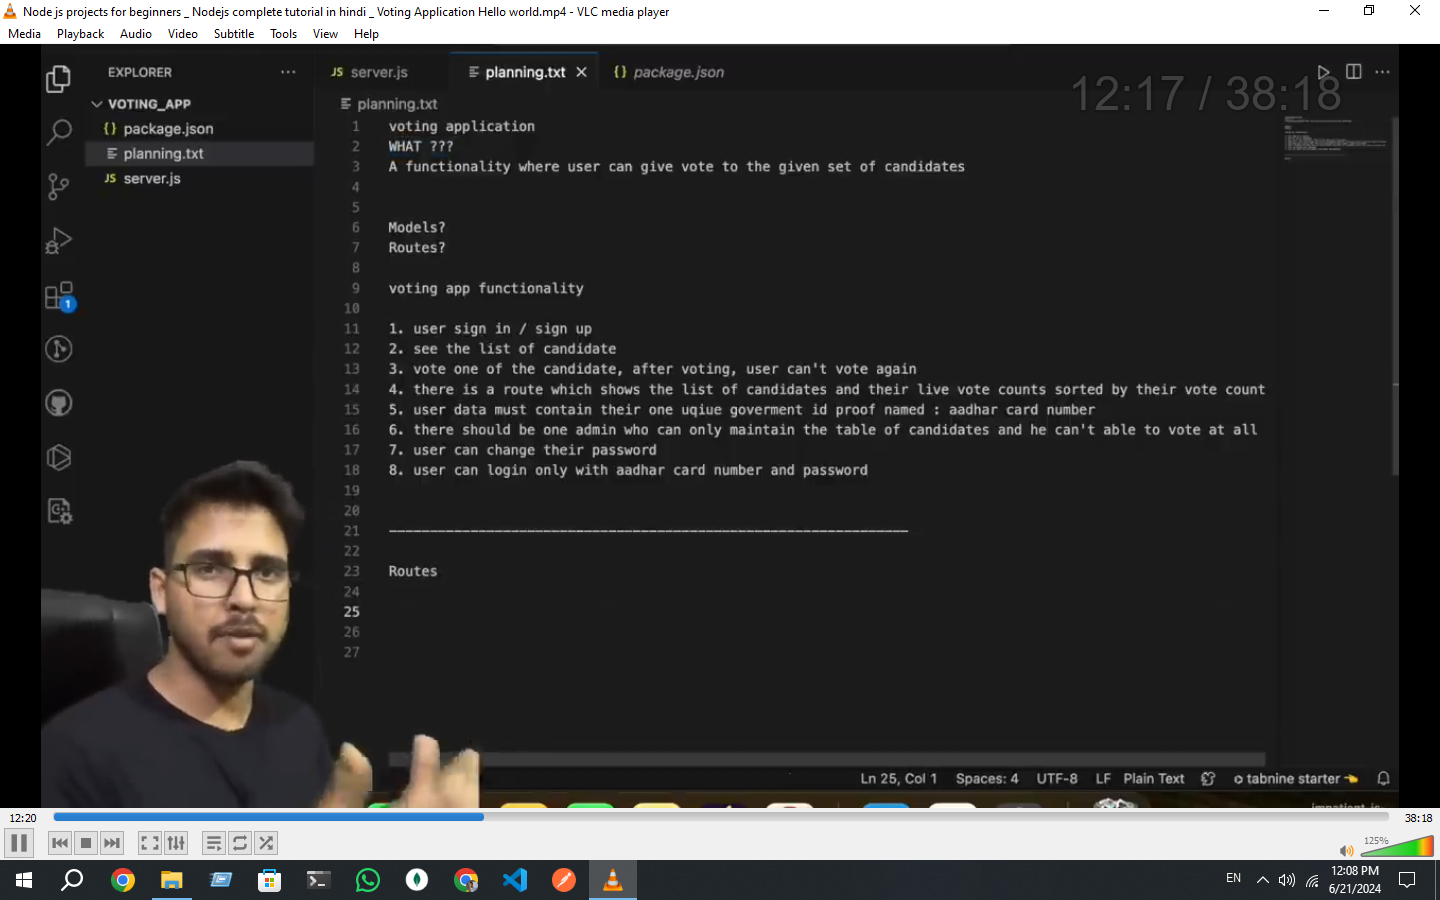 Node js projects for beginners _ Nodejs complete tutorial in hindi _ Voting Application Hello world.mp4 - VLC media player
Media Playback Audio Video Subtitle Tools View Help
EXPLORER
JS server.js
planning.txt
{} package.json
12:17 / 38:18
VOTING_APP
{} package.json
planning.txt
JS server.js
planning.txt
1 voting application
2 WHAT ???
3 A functionality where user can give vote to the given set of candidates
4
5
6 Models?
7 Routes?
8
9 voting app functionality
10
11 1. user sign in / sign up
12 2. see the list of candidate
13 3. vote one of the candidate, after voting, user can't vote again
14 4. there is a route which shows the list of candidates and their live vote counts sorted by their vote count
15 5. user data must contain their one uqiue goverment id proof named : aadhar card number
16 6. there should be one admin who can only maintain the table of candidates and he can't able to vote at all
17 7. user can change their password
18 8. user can login only with aadhar card number and password
19
20
21
22
23 Routes
24
25
26
27
1
Ln 25, Col 1 Spaces: 4 UTF-8 LF Plain Text tabnine starter
12:20
38:18
125%
EN
12:08 PM
6/21/2024